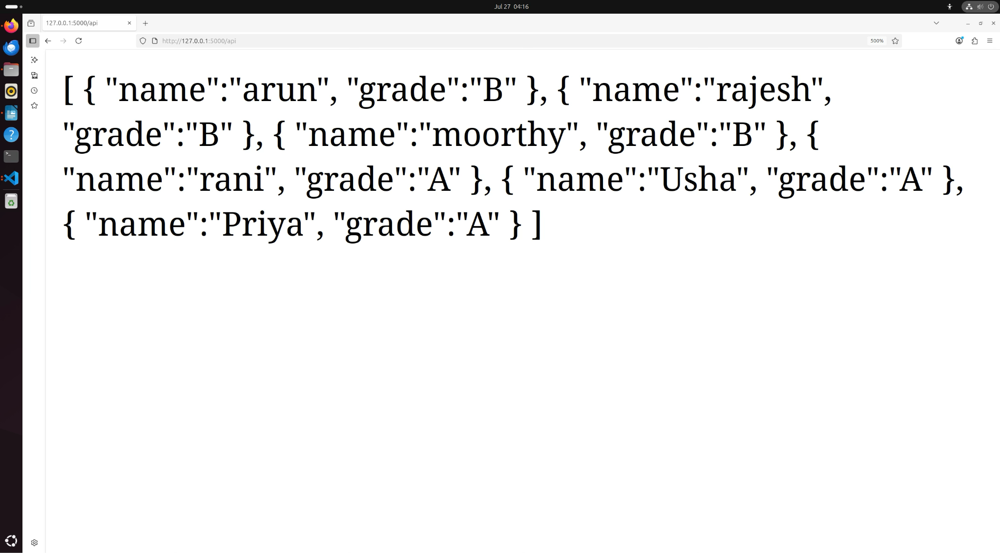 Jul 27 04:16
127.0.0.1:5000/api
http://127.0.0.1:5000/api
500%
[ { "name":"arun", "grade":"B" }, { "name":"rajesh",
"grade":"B" }, { "name":"moorthy", "grade":"B" }, {
"name":"rani", "grade":"A" }, { "name":"Usha", "grade":"A" },
{ "name":"Priya", "grade":"A" } ]